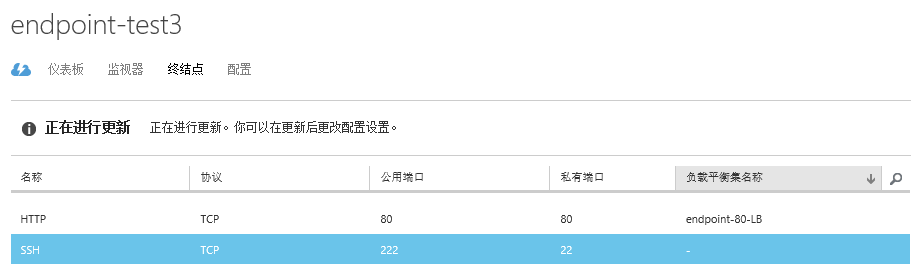 endpoint-test3
仪表板 监视器 终结点 配置
正在进行更新 正在进行更新。你可以在更新后更改配置设置。
名称 协议 公用端口 私有端口 负载平衡集名称
HTTP TCP 80 80 endpoint-80-LB
SSH TCP 222 22 -